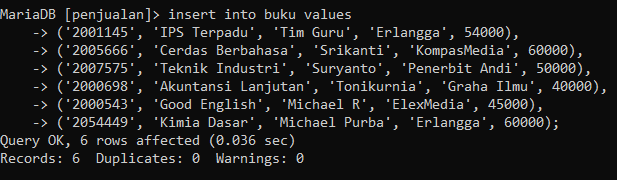 MariaDB [penjualan]> insert into buku values
    -> ('2001145', 'IPS Terpadu', 'Tim Guru', 'Erlangga', 54000),
    -> ('2005666', 'Cerdas Berbahasa', 'Srikanti', 'KompasMedia', 60000),
    -> ('2007575', 'Teknik Industri', 'Suryanto', 'Penerbit Andi', 50000),
    -> ('2000698', 'Akuntansi Lanjutan', 'Tonikurnia', 'Graha Ilmu', 40000),
    -> ('2000543', 'Good English', 'Michael R', 'ElexMedia', 45000),
    -> ('2054449', 'Kimia Dasar', 'Michael Purba', 'Erlangga', 60000);
Query OK, 6 rows affected (0.036 sec)
Records: 6  Duplicates: 0  Warnings: 0